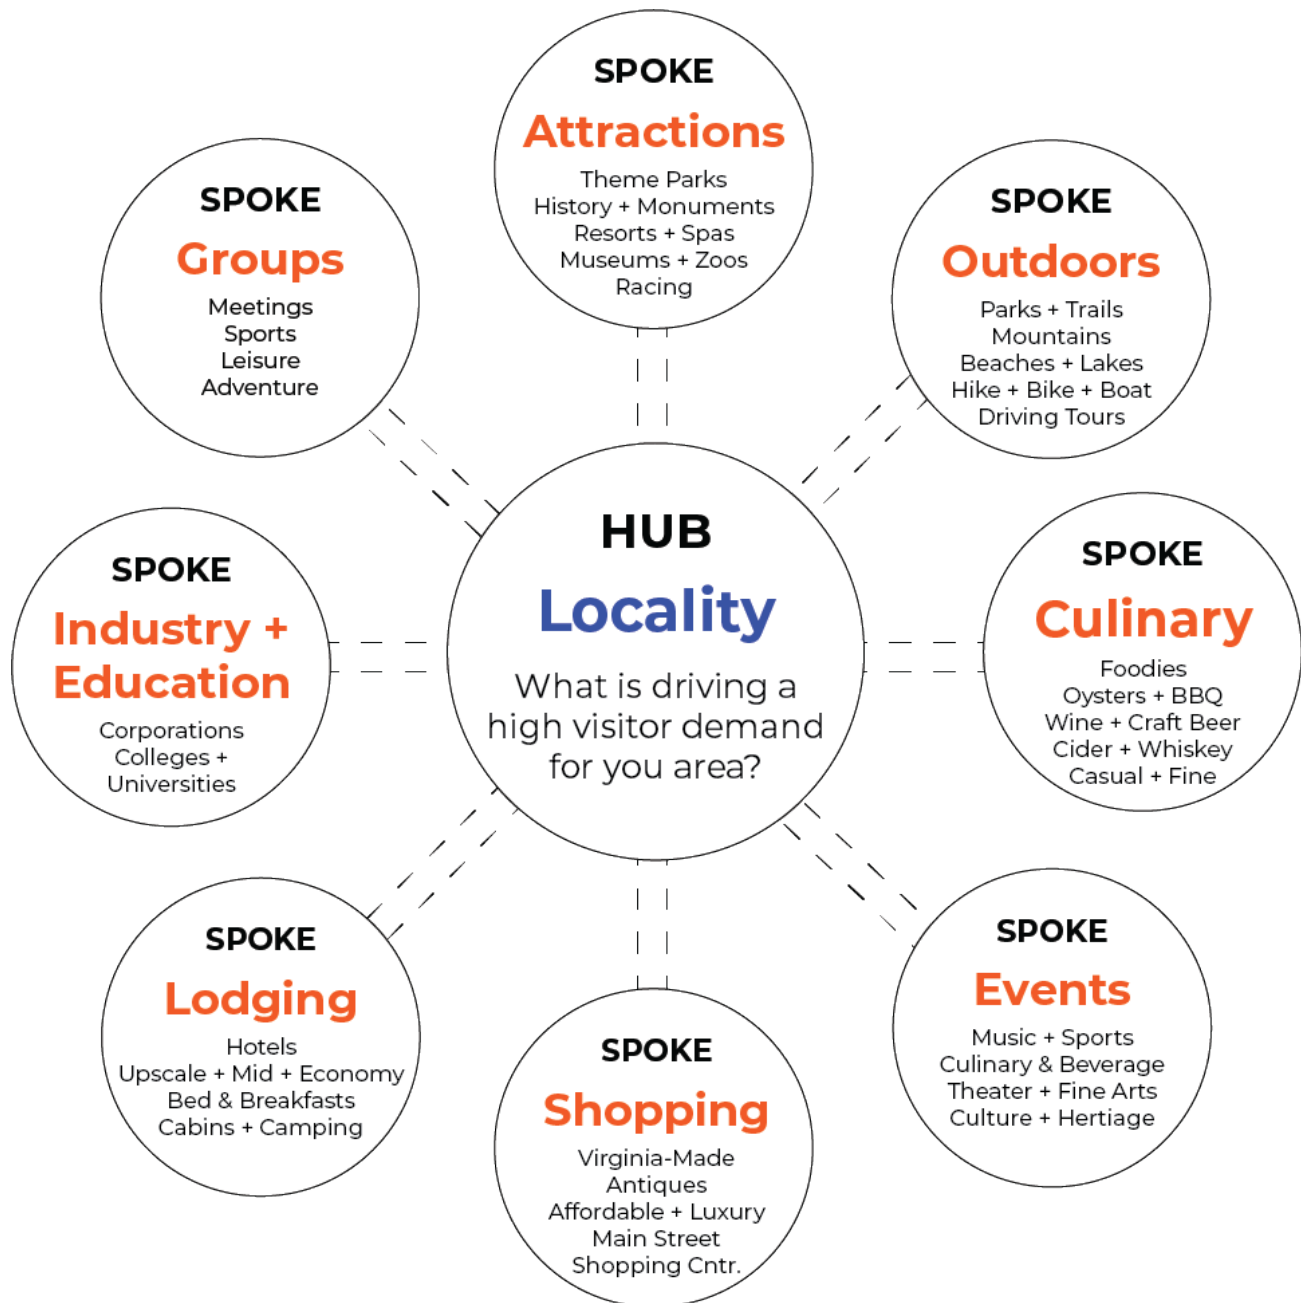 SPOKE
Attractions
Theme Parks
History + Monuments
Resorts + Spas
Museums + Zoos
Racing
SPOKE
Groups
Meetings
Sports
Leisure
Adventure
SPOKE
Outdoors
Parks + Trails
Mountains
Beaches + Lakes
Hike + Bike + Boat
Driving Tours
HUB
Locality
What is driving a
high visitor demand
for you area?
SPOKE
Industry +
Education
Corporations
Colleges +
Universities
SPOKE
Culinary
Foodies
Oysters + BBQ
Wine + Craft Beer
Cider + Whiskey
Casual + Fine
SPOKE
Lodging
Hotels
Upscale + Mid + Economy
Bed & Breakfasts
Cabins + Camping
SPOKE
Shopping
Virginia-Made
Antiques
Affordable + Luxury
Main Street
Shopping Cntr.
SPOKE
Events
Music + Sports
Culinary & Beverage
Theater + Fine Arts
Culture + Hertiage